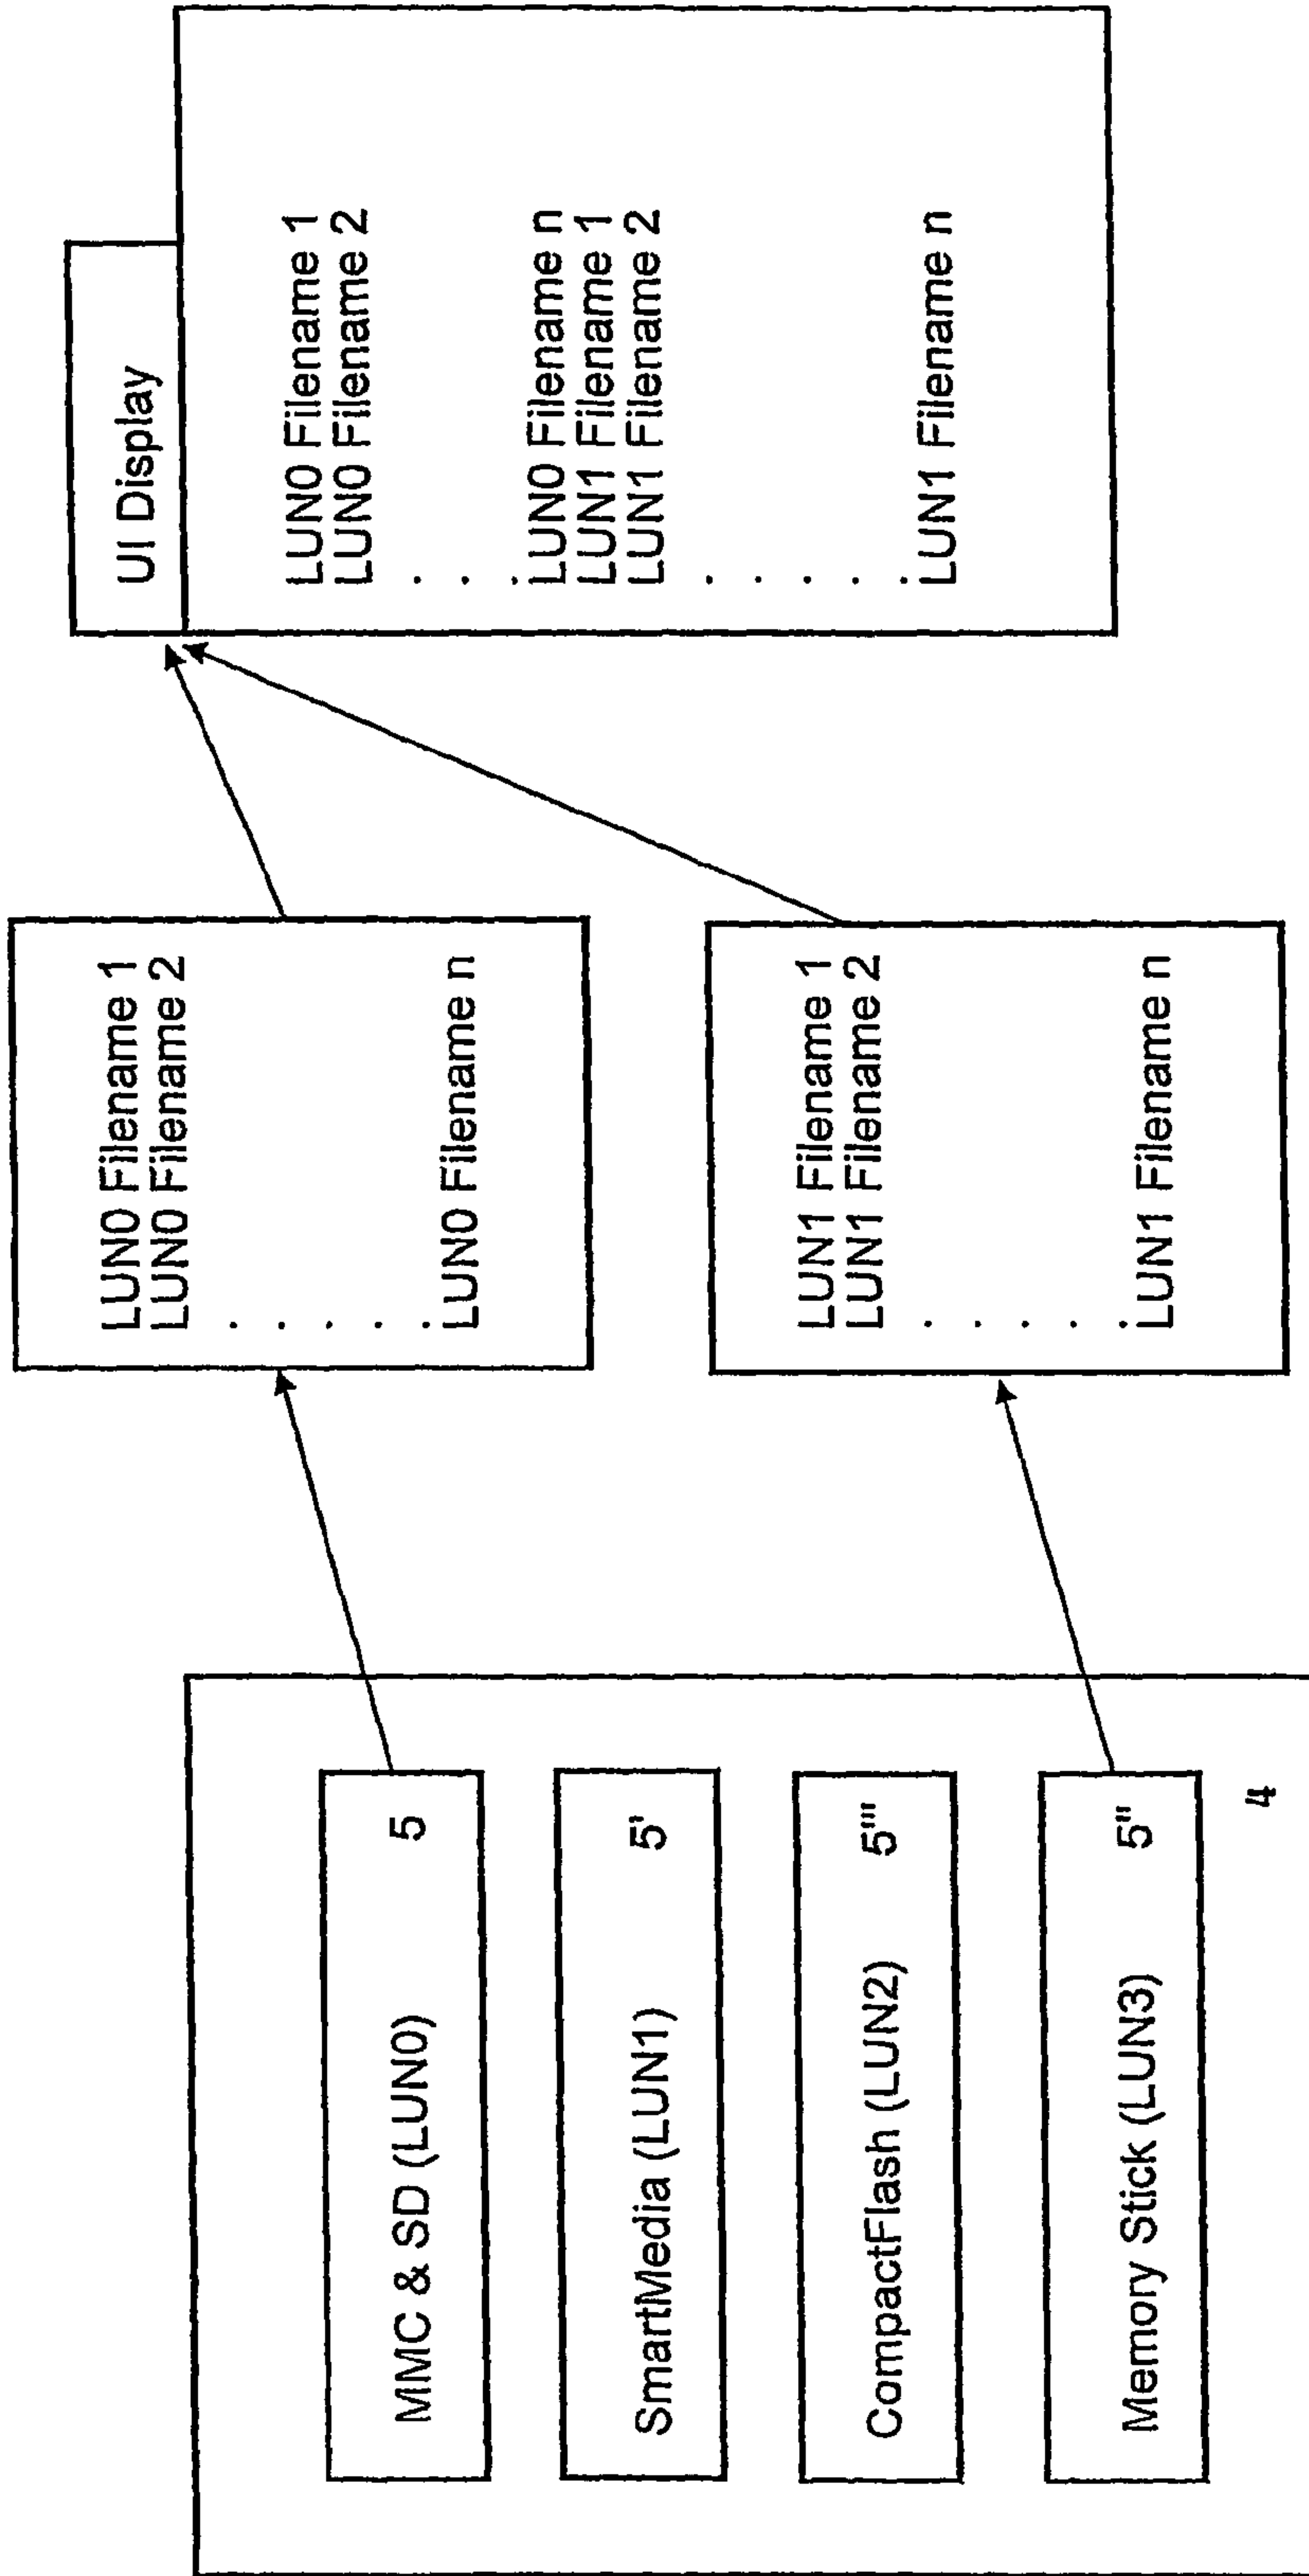 MMC & SD (LUN0) 5
SmartMedia (LUN1) 5'
CompactFlash (LUN2) 5'''
Memory Stick (LUN3) 5''
4
LUN0 Filename 1
LUN0 Filename 2
.
.
.
.
.
LUN0 Filename n
LUN1 Filename 1
LUN1 Filename 2
.
.
.
.
.
LUN1 Filename n
UI Display
LUN0 Filename 1
LUN0 Filename 2
.
.
.
LUN0 Filename n
LUN1 Filename 1
LUN1 Filename 2
.
.
.
.
.
LUN1 Filename n